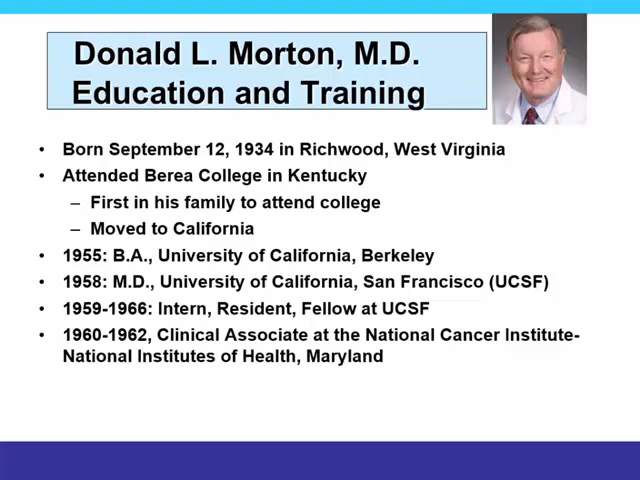 Donald L. Morton, M.D.
Education and Training
• Born September 12, 1934 in Richwood, West Virginia
• Attended Berea College in Kentucky
– First in his family to attend college
– Moved to California
• 1955: B.A., University of California, Berkeley
• 1958: M.D., University of California, San Francisco (UCSF)
• 1959-1966: Intern, Resident, Fellow at UCSF
• 1960-1962, Clinical Associate at the National Cancer Institute-
National Institutes of Health, Maryland